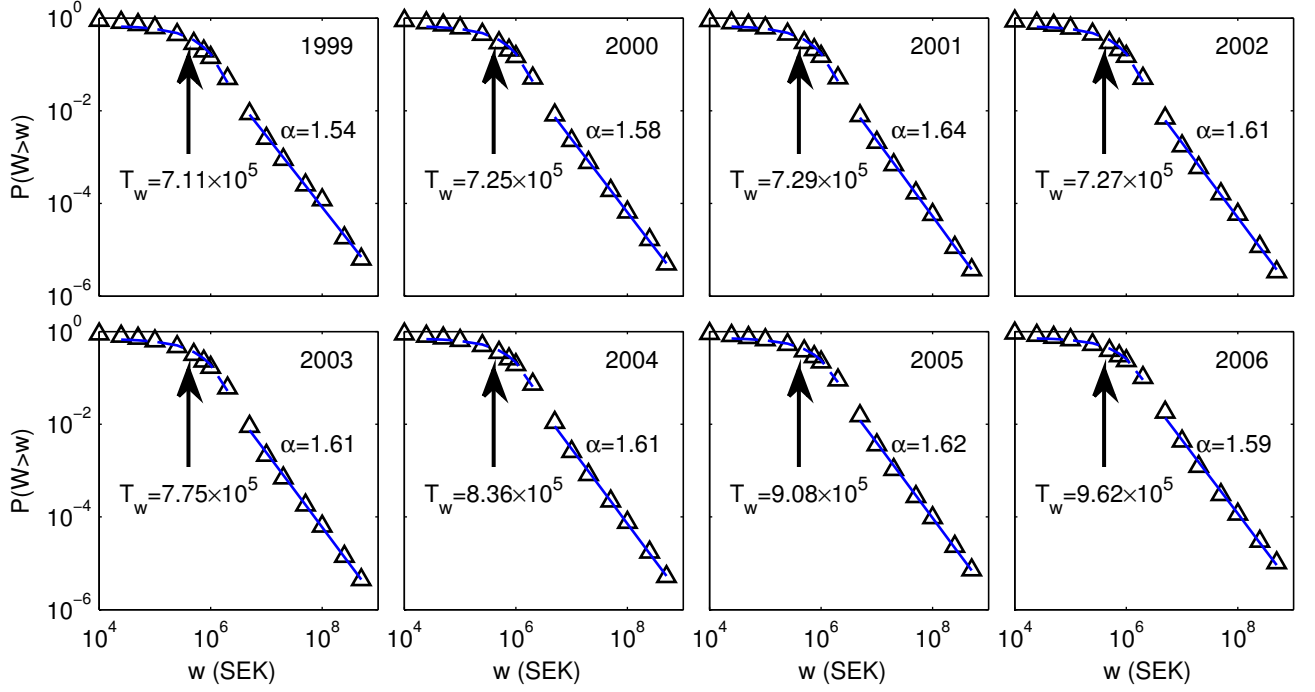 10^0
10^−2
10^−4
10^−6
P(W>w)
1999
α=1.54
T_w=7.11×10^5
2000
α=1.58
T_w=7.25×10^5
2001
α=1.64
T_w=7.29×10^5
2002
α=1.61
T_w=7.27×10^5
10^0
10^−2
10^−4
10^−6
P(W>w)
2003
α=1.61
T_w=7.75×10^5
2004
α=1.61
T_w=8.36×10^5
2005
α=1.62
T_w=9.08×10^5
2006
α=1.59
T_w=9.62×10^5
10^4 10^6 10^8
10^4 10^6 10^8
10^4 10^6 10^8
10^4 10^6 10^8
w (SEK)
w (SEK)
w (SEK)
w (SEK)